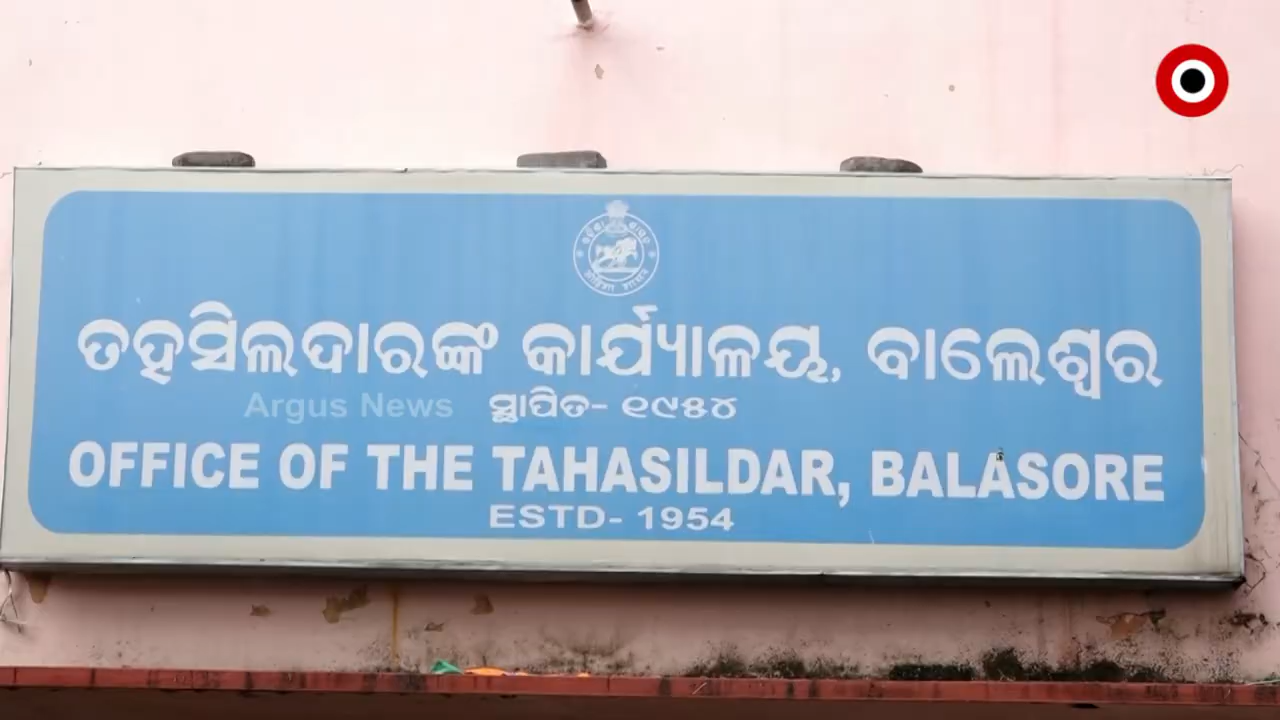 ତହସିଲଦାରଙ୍କ କାର୍ଯ୍ୟାଳୟ, ବାଲେଶ୍ୱର
Argus News
ସ୍ଥାପିତ- ୧୯୫୪
OFFICE OF THE TAHASILDAR, BALASORE
ESTD- 1954